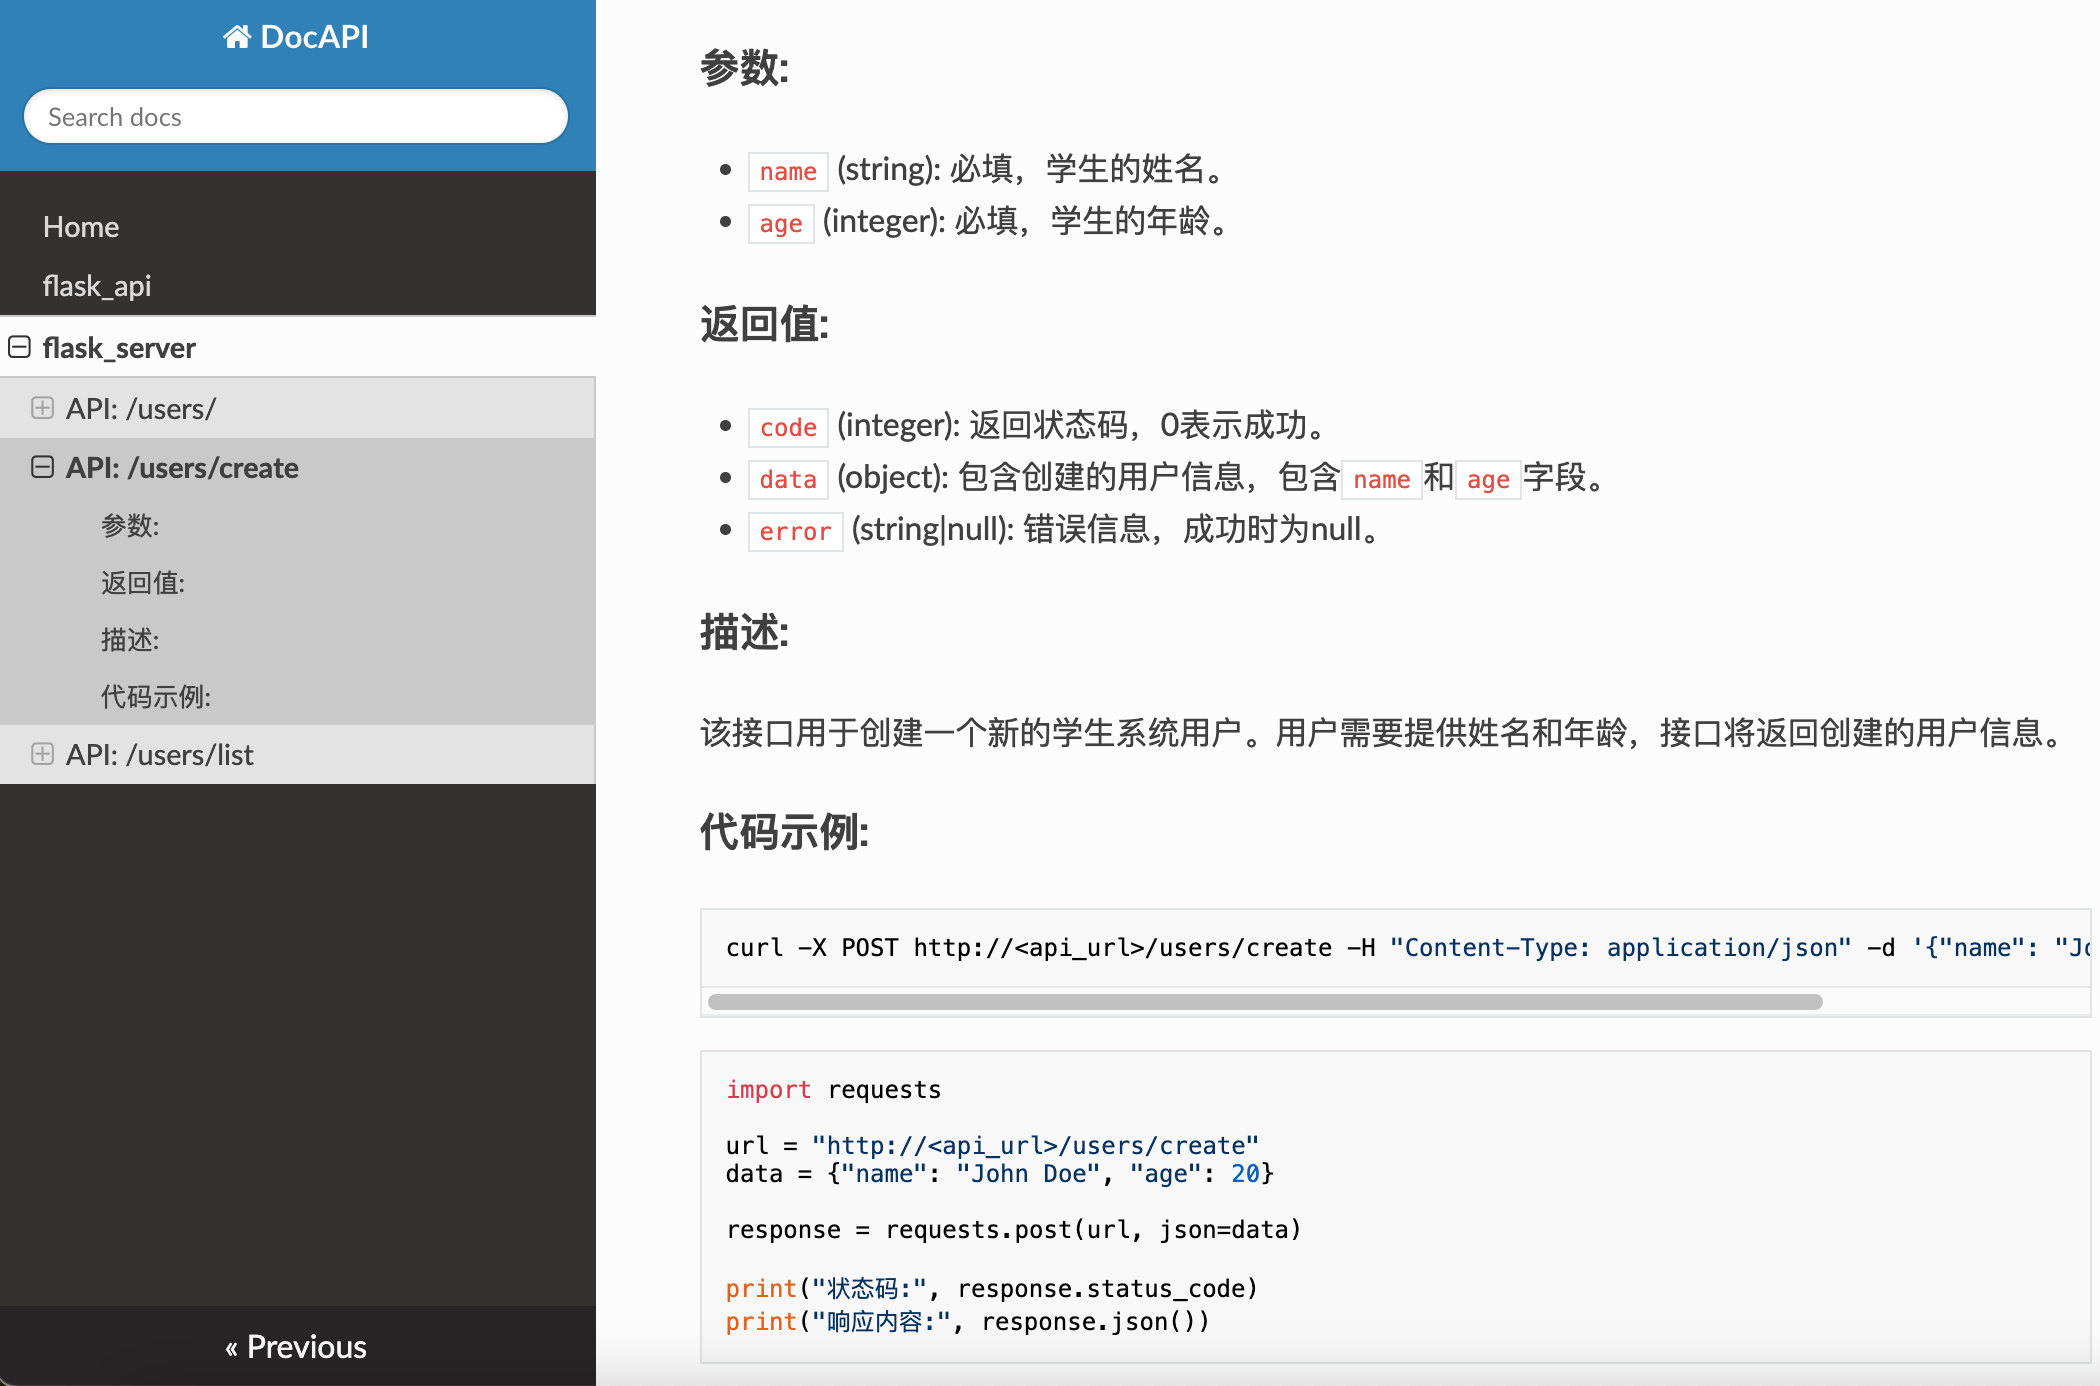 DocAPI
Search docs
Home
flask_api
flask_server
API: /users/
API: /users/create
参数:
返回值:
描述:
代码示例:
API: /users/list
« Previous
参数:
name (string): 必填，学生的姓名。
age (integer): 必填，学生的年龄。
返回值:
code (integer): 返回状态码，0表示成功。
data (object): 包含创建的用户信息，包含name和age字段。
error (string|null): 错误信息，成功时为null。
描述:
该接口用于创建一个新的学生系统用户。用户需要提供姓名和年龄，接口将返回创建的用户信息。
代码示例:
curl -X POST http://<api_url>/users/create -H "Content-Type: application/json" -d '{"name": "Jo
import requests
url = "http://<api_url>/users/create"
data = {"name": "John Doe", "age": 20}
response = requests.post(url, json=data)
print("状态码:", response.status_code)
print("响应内容:", response.json())